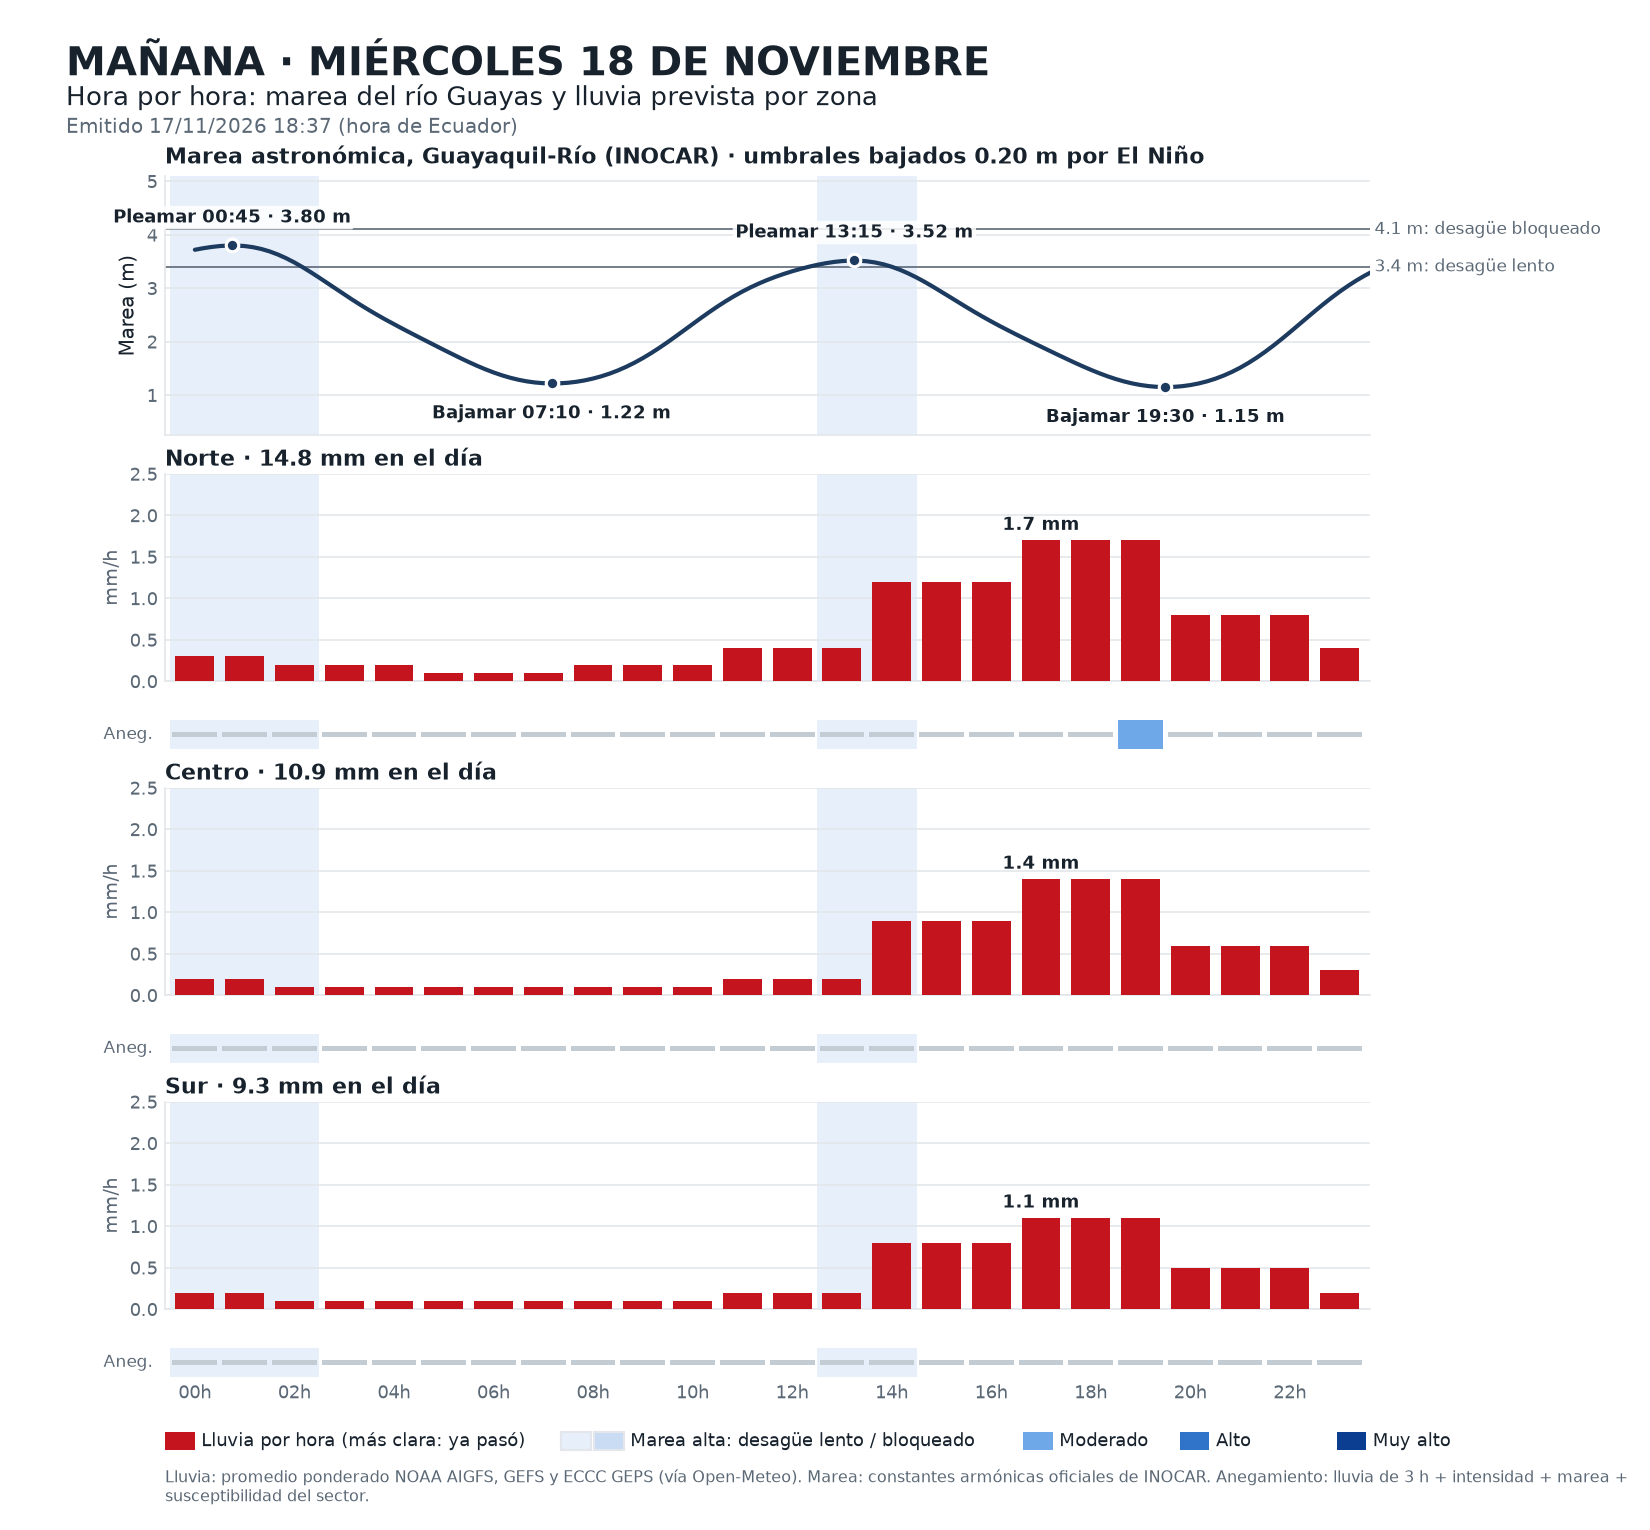 MAÑANA · MIÉRCOLES 18 DE NOVIEMBRE
Hora por hora: marea del río Guayas y lluvia prevista por zona
Emitido 17/11/2026 18:37 (hora de Ecuador)
Marea astronómica, Guayaquil-Río (INOCAR) · umbrales bajados 0.20 m por El Niño
Marea (m)
5
4
3
2
1
Pleamar 00:45 · 3.80 m
Pleamar 13:15 · 3.52 m
4.1 m: desagüe bloqueado
3.4 m: desagüe lento
Bajamar 07:10 · 1.22 m
Bajamar 19:30 · 1.15 m
Norte · 14.8 mm en el día
mm/h
2.5
2.0
1.5
1.0
0.5
0.0
1.7 mm
Aneg.
Centro · 10.9 mm en el día
mm/h
2.5
2.0
1.5
1.0
0.5
0.0
1.4 mm
Aneg.
Sur · 9.3 mm en el día
mm/h
2.5
2.0
1.5
1.0
0.5
0.0
1.1 mm
Aneg.
00h 02h 04h 06h 08h 10h 12h 14h 16h 18h 20h 22h
Lluvia por hora (más clara: ya pasó) Marea alta: desagüe lento / bloqueado Moderado Alto Muy alto
Lluvia: promedio ponderado NOAA AIGFS, GEFS y ECCC GEPS (vía Open-Meteo). Marea: constantes armónicas oficiales de INOCAR. Anegamiento: lluvia de 3 h + intensidad + marea +
susceptibilidad del sector.